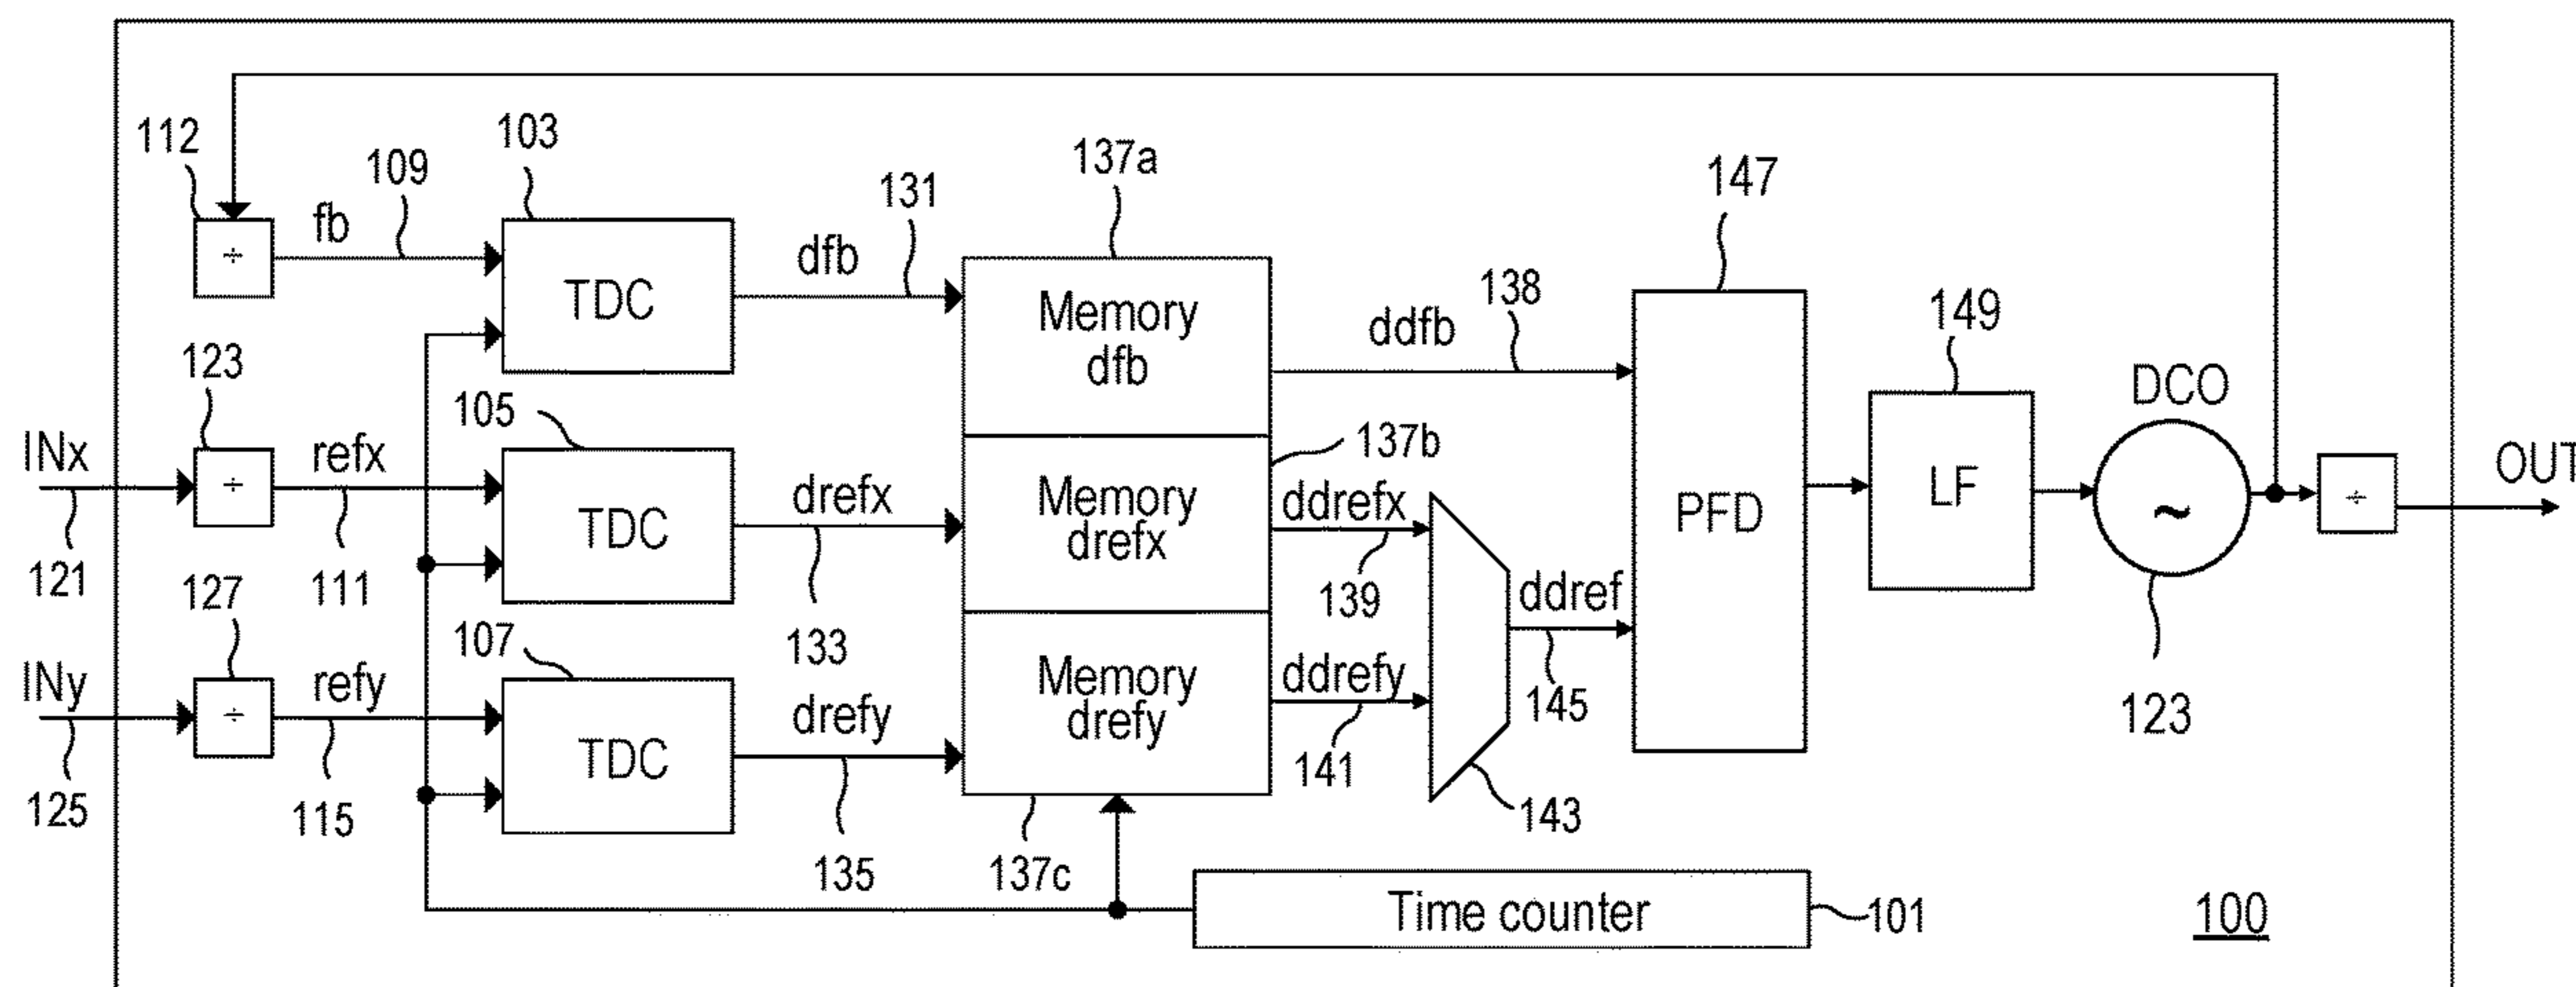 112
fb
109
103
131
137a
147
÷
TDC
dfb
Memory
dfb
ddfb
138
149
DCO
123
105
INx
÷
refx
TDC
drefx
Memory
drefx
137b
ddrefx
PFD
LF
~
÷
OUT
121
111
133
139
ddref
127
107
INy
÷
refy
TDC
drefy
Memory
drefy
ddrefy
145
123
125
115
135
137c
141
143
Time counter
101
100